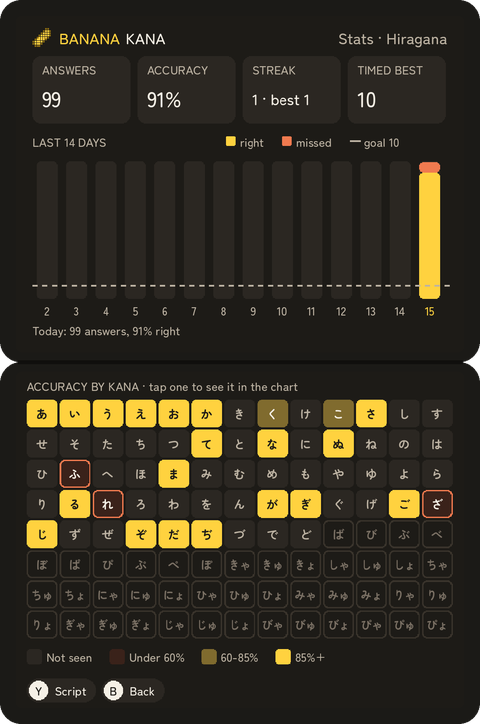 BANANA KANA
Stats · Hiragana
ANSWERS ACCURACY STREAK TIMED BEST
99 91% 1 · best 1 10
LAST 14 DAYS right missed goal 10
2 3 4 5 6 7 8 9 10 11 12 13 14 15
Today: 99 answers, 91% right
ACCURACY BY KANA · tap one to see it in the chart
あ い う え お か き く け こ さ し す
せ そ た ち つ て と な に ぬ ね の は
ひ ふ へ ほ ま み む め も や ゆ よ ら
り る れ ろ わ を ん が ぎ ぐ げ ご ざ
じ ず ぜ ぞ だ ぢ づ で ど ば び ぶ べ
ぼ ぱ ぴ ぷ ぺ ぽ きゃ きゅ きょ しゃ しゅ しょ ちゃ
ちゅ ちょ にゃ にゅ にょ ひゃ ひゅ ひょ みゃ みゅ みょ りゃ りゅ
りょ ぎゃ ぎゅ ぎょ じゃ じゅ じょ びゃ びゅ びょ ぴゃ ぴゅ ぴょ
Not seen Under 60% 60-85% 85%+
Y Script B Back